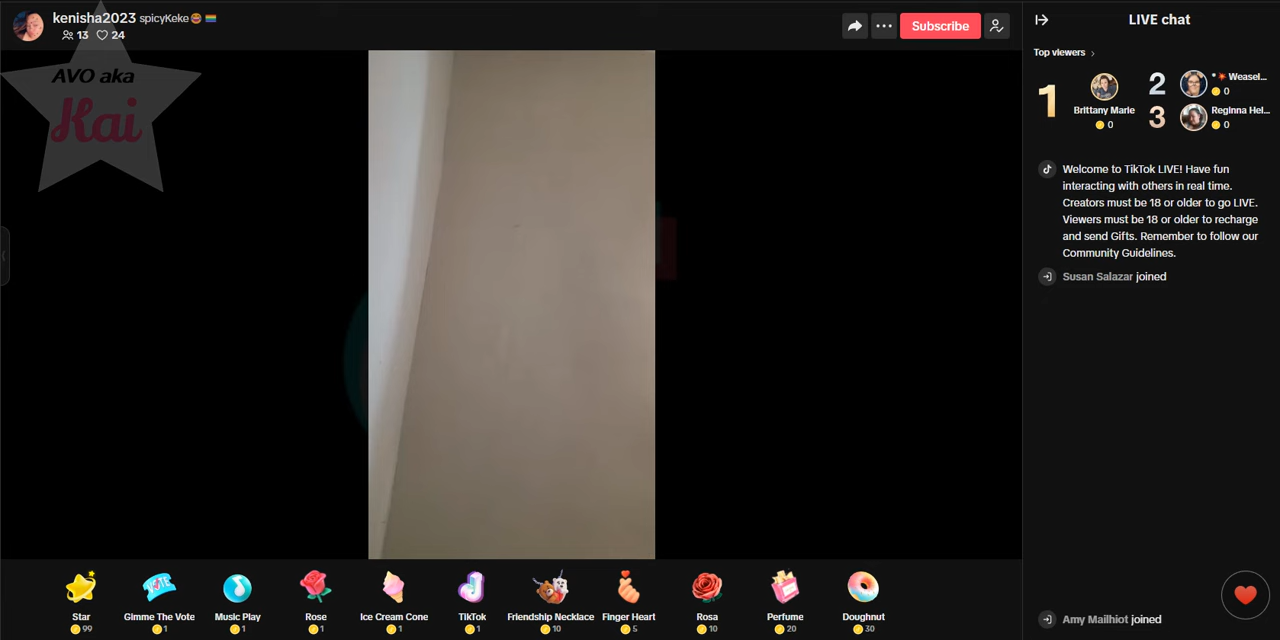 kenisha2023 spicyKeke
13 24
AVO aka
Kai
Subscribe
LIVE chat
Top viewers
1
Brittany Marie
0
2
Weasel...
0
3
Reginna Hel...
0
Welcome to TikTok LIVE! Have fun
interacting with others in real time.
Creators must be 18 or older to go LIVE.
Viewers must be 18 or older to recharge
and send Gifts. Remember to follow our
Community Guidelines.
Susan Salazar joined
Amy Mailhiot joined
Star
99
Gimme The Vote
1
Music Play
1
Rose
1
Ice Cream Cone
1
TikTok
1
Friendship Necklace
10
Finger Heart
5
Rosa
10
Perfume
20
Doughnut
30